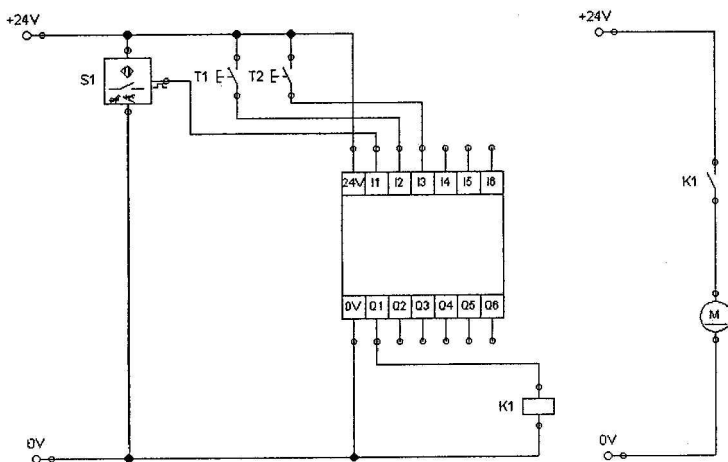 +24V
+24V
S1
T1
T2
24V I1 I2 I3 I4 I5 I6
K1
0V Q1 Q2 Q3 Q4 Q5 Q6
M
K1
0V
0V